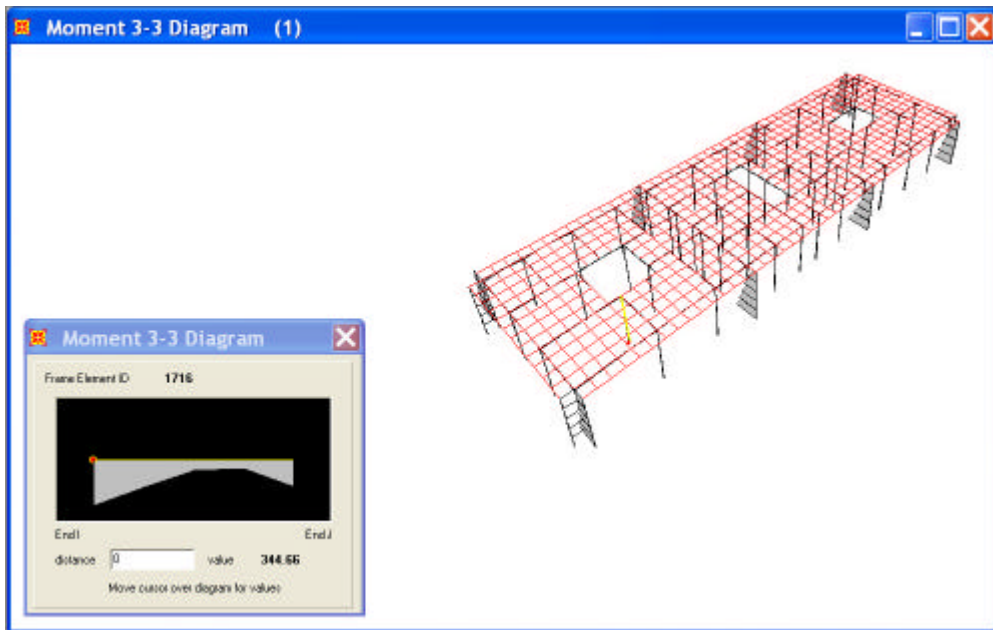 Moment 3-3 Diagram (1)
Moment 3-3 Diagram
Frame Element ID 1716
End I End J
distance 0 value 344.66
Move cursor over diagram for values